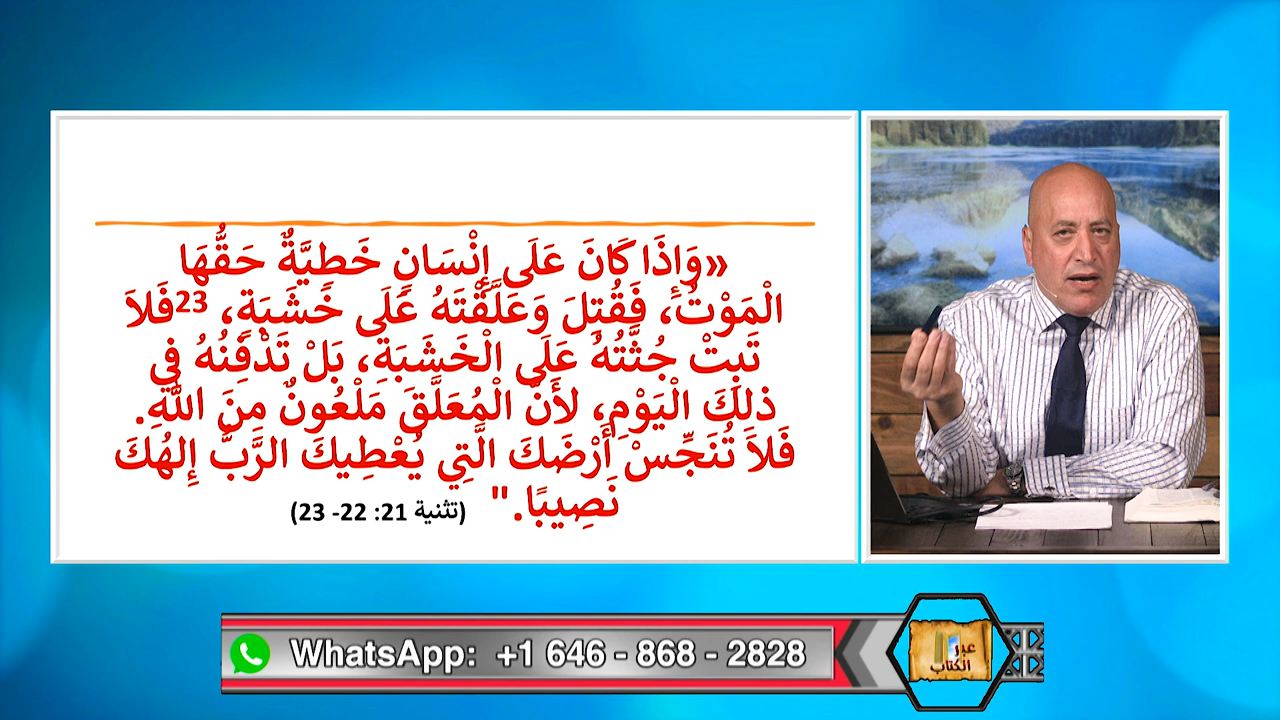 «وَإِذَا كَانَ عَلَى إِنْسَانٍ خَطِيَّةٌ حَقُّهَا
الْمَوْتُ، فَقُتِلَ وَعَلَّقْتَهُ عَلَى خَشَبَةٍ، 23فَلاَ
تَبِتْ جُثَّتُهُ عَلَى الْخَشَبَةِ، بَلْ تَدْفِنُهُ فِي
ذلِكَ الْيَوْمِ، لأَنَّ الْمُعَلَّقَ مَلْعُونٌ مِنَ اللهِ.
فَلاَ تُنَجِّسْ أَرْضَكَ الَّتِي يُعْطِيكَ الرَّبُّ إِلهُكَ
نَصِيبًا." (تثنية 21: 22- 23)
WhatsApp: +1 646 - 868 - 2828
عبر
الكتاب